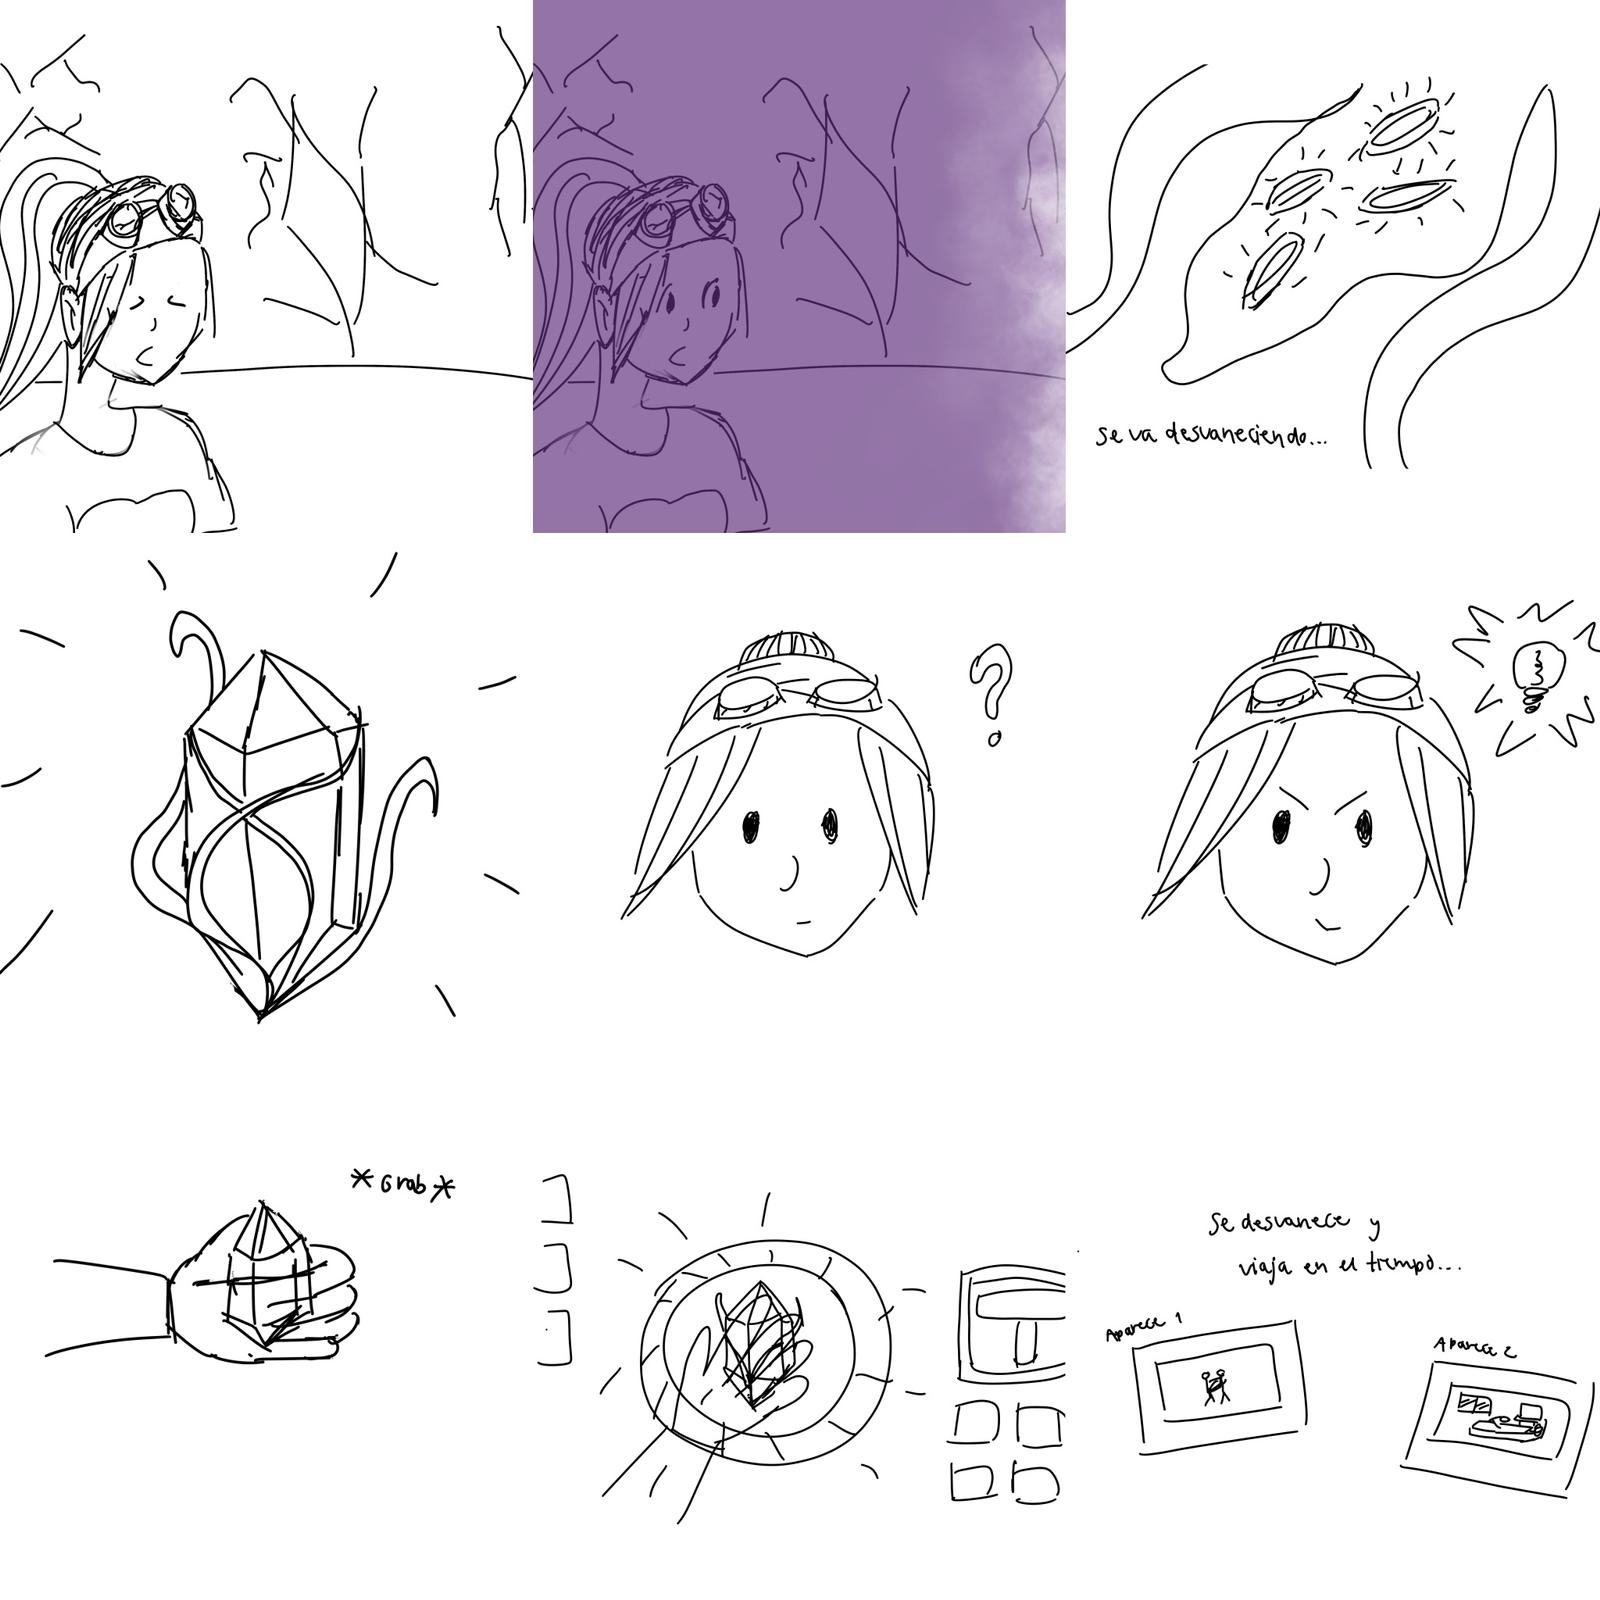 Se va desvaneciendo...
?
*Grab*
Se desvanece y
viaja en el tiempo...
Aparece 1
Aparece 2